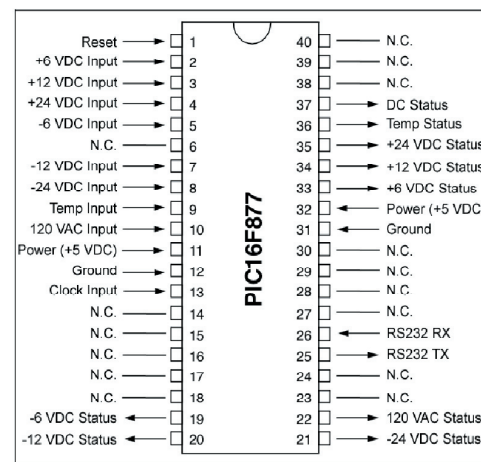 Reset 1 40 N.C.
+6 VDC Input 2 39 N.C.
+12 VDC Input 3 38 N.C.
+24 VDC Input 4 37 DC Status
-6 VDC Input 5 36 Temp Status
N.C. 6 35 +24 VDC Status
-12 VDC Input 7 34 +12 VDC Status
-24 VDC Input 8 33 +6 VDC Status
Temp Input 9 32 Power (+5 VDC
120 VAC Input 10 31 Ground
Power (+5 VDC) 11 30 N.C.
Ground 12 29 N.C.
Clock Input 13 28 N.C.
N.C. 14 27 N.C.
N.C. 15 26 RS232 RX
N.C. 16 25 RS232 TX
N.C. 17 24 N.C.
N.C. 18 23 N.C.
-6 VDC Status 19 22 120 VAC Status
-12 VDC Status 20 21 -24 VDC Status
PIC16F877